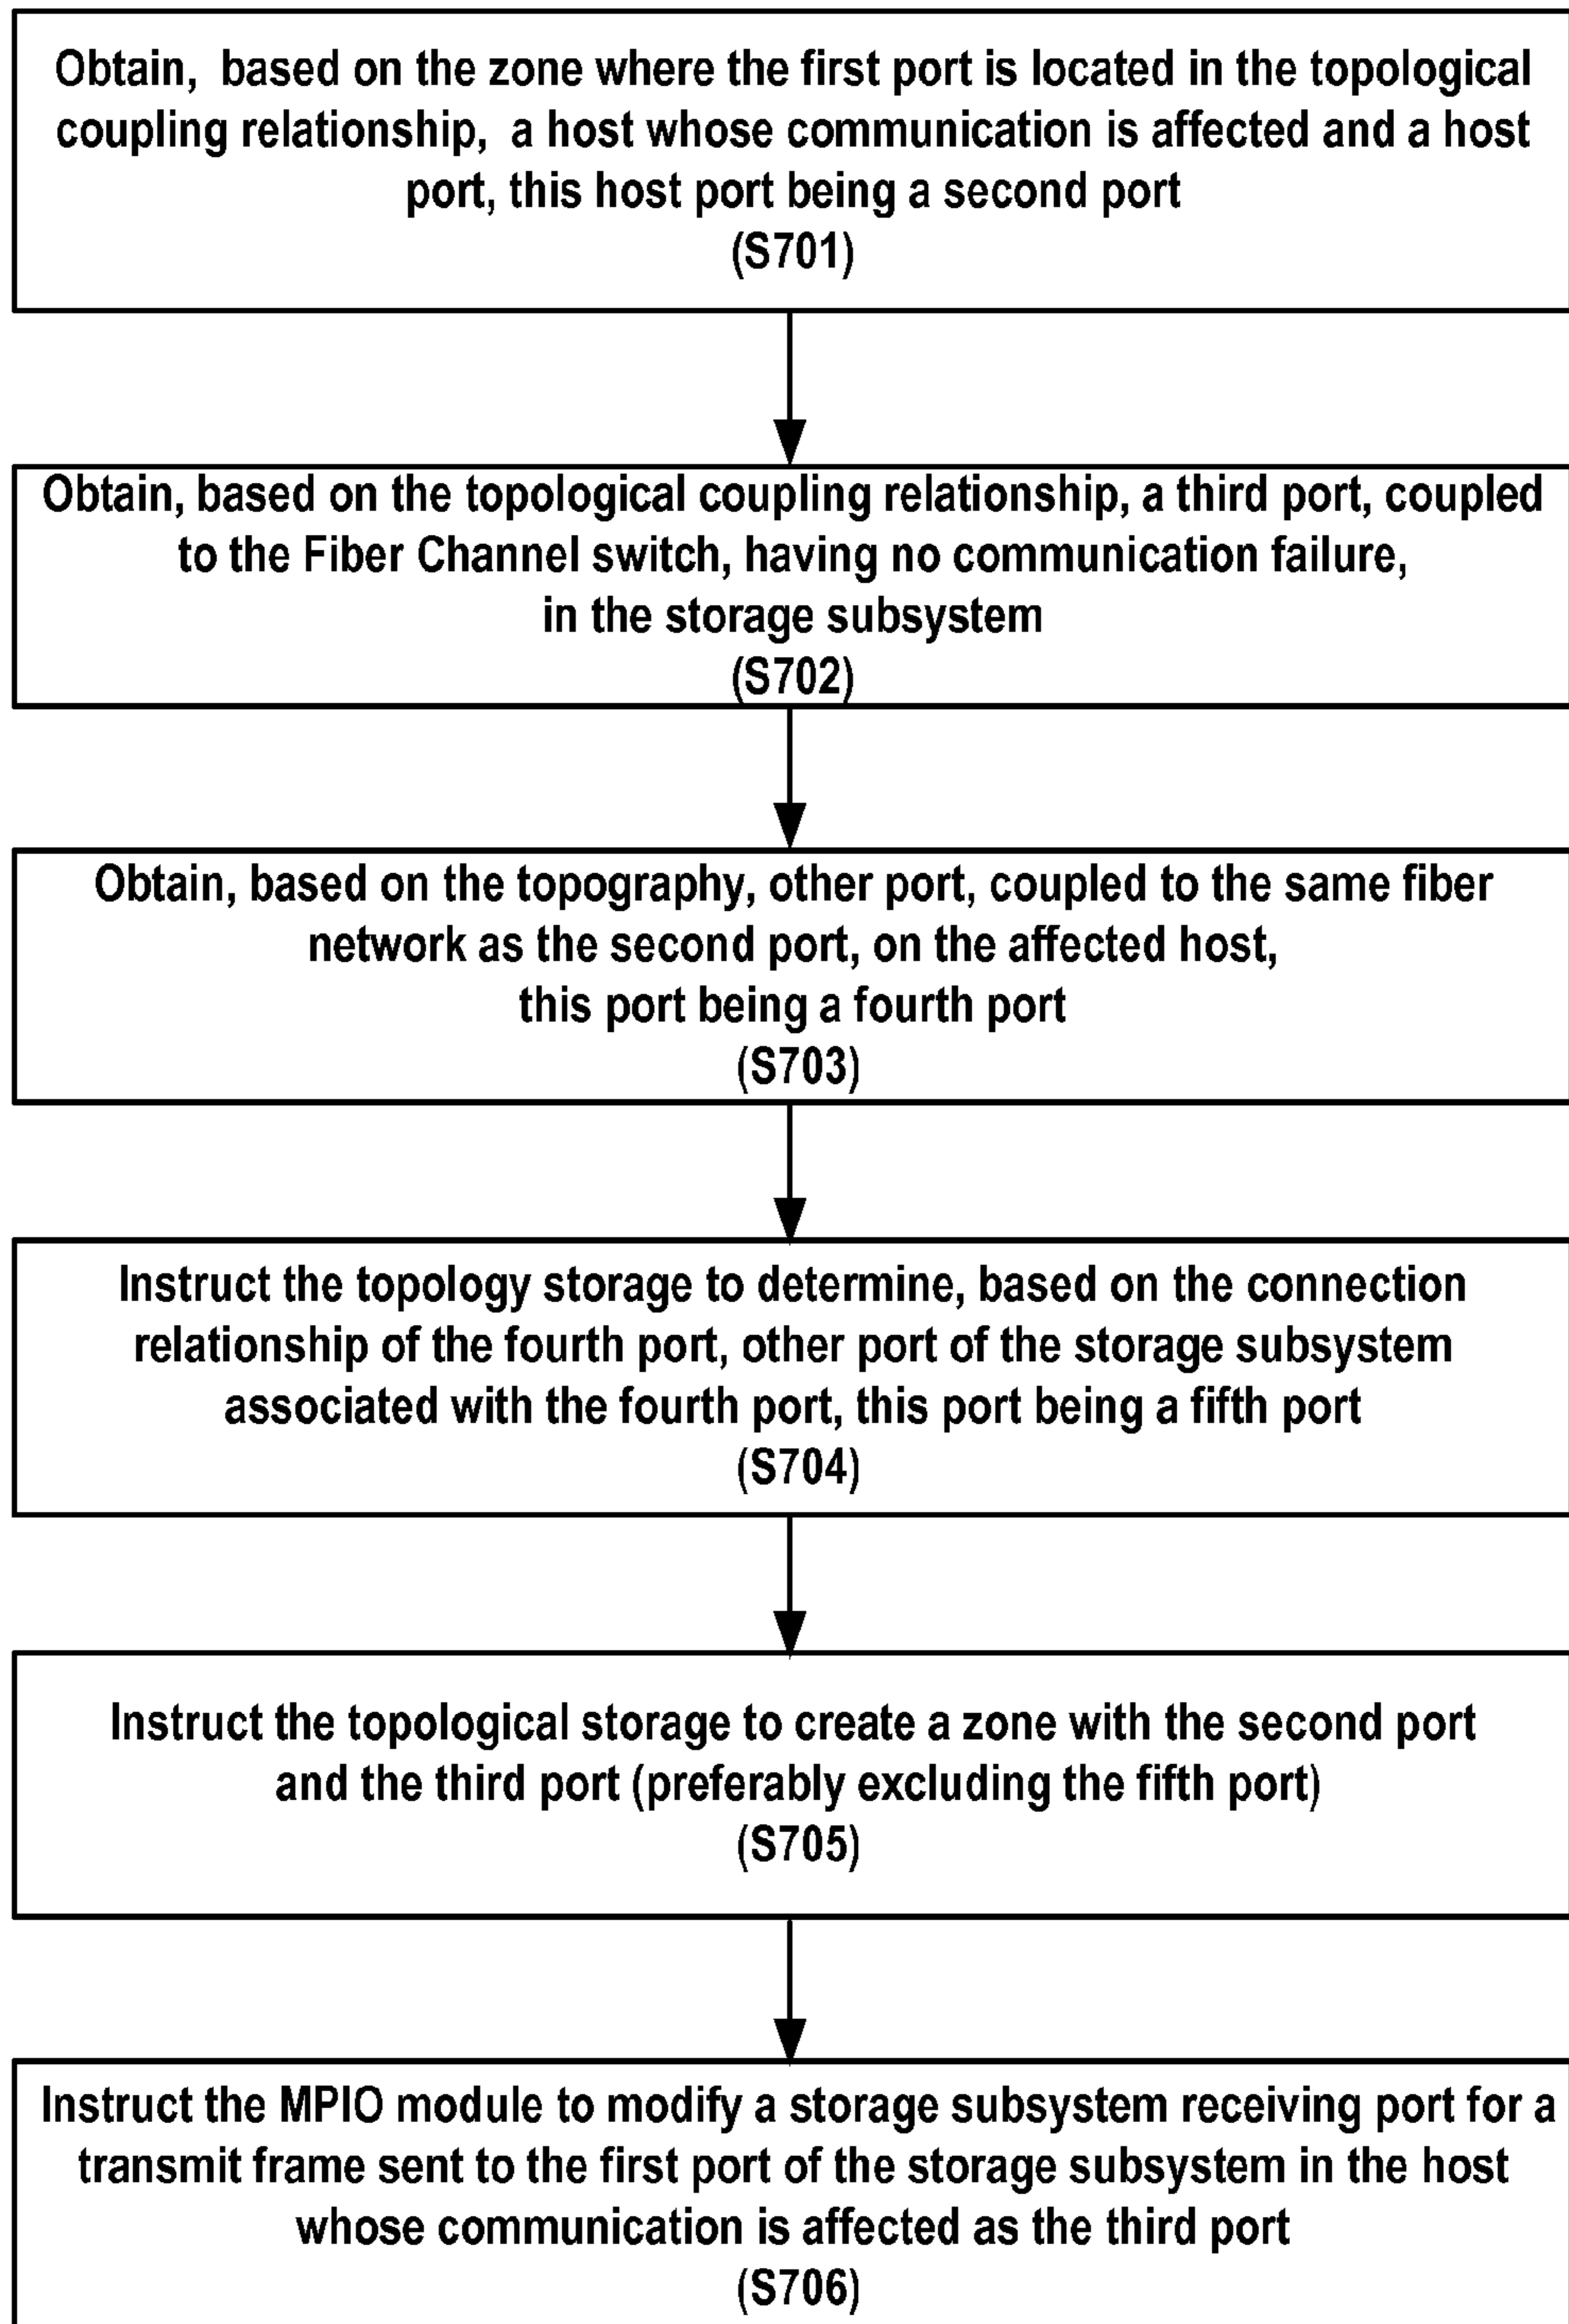 Obtain, based on the zone where the first port is located in the topological
coupling relationship, a host whose communication is affected and a host
port, this host port being a second port
(S701)
Obtain, based on the topological coupling relationship, a third port, coupled
to the Fiber Channel switch, having no communication failure,
in the storage subsystem
(S702)
Obtain, based on the topography, other port, coupled to the same fiber
network as the second port, on the affected host,
this port being a fourth port
(S703)
Instruct the topology storage to determine, based on the connection
relationship of the fourth port, other port of the storage subsystem
associated with the fourth port, this port being a fifth port
(S704)
Instruct the topological storage to create a zone with the second port
and the third port (preferably excluding the fifth port)
(S705)
Instruct the MPIO module to modify a storage subsystem receiving port for a
transmit frame sent to the first port of the storage subsystem in the host
whose communication is affected as the third port
(S706)